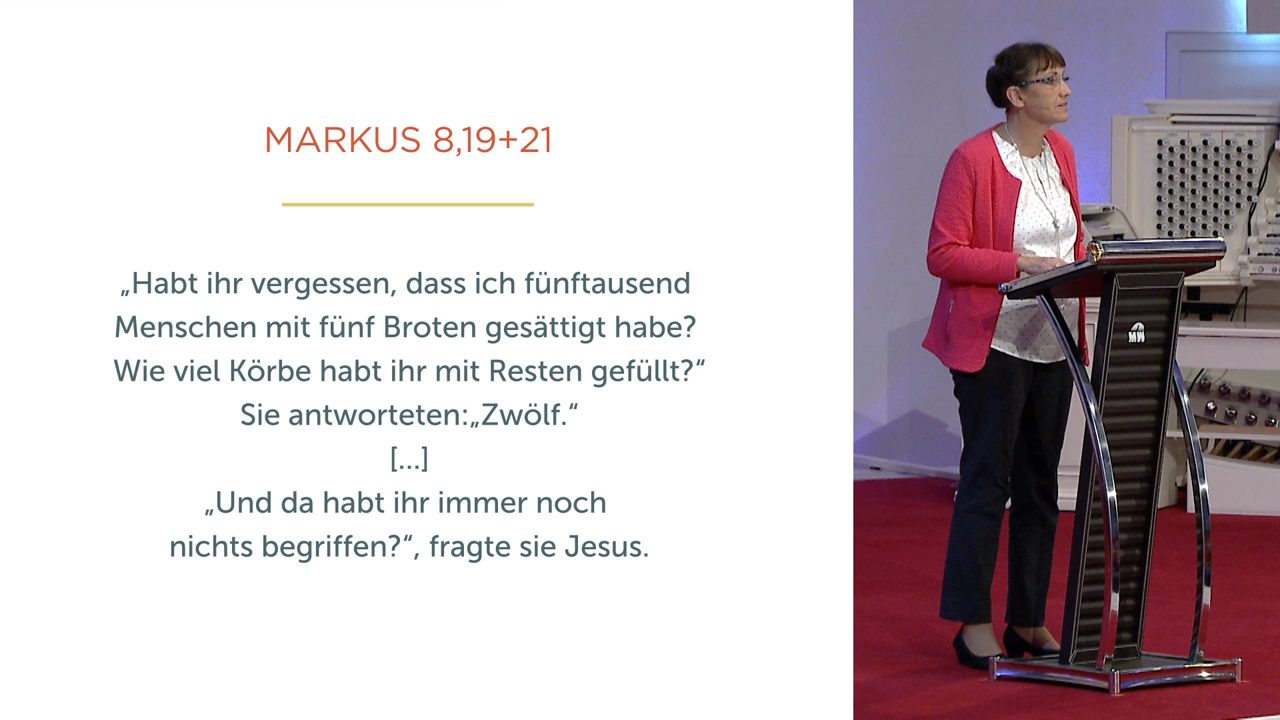 MARKUS 8,19+21
„Habt ihr vergessen, dass ich fünftausend
Menschen mit fünf Broten gesättigt habe?
Wie viel Körbe habt ihr mit Resten gefüllt?“
Sie antworteten:„Zwölf.“
[...]
„Und da habt ihr immer noch
nichts begriffen?“, fragte sie Jesus.
MW